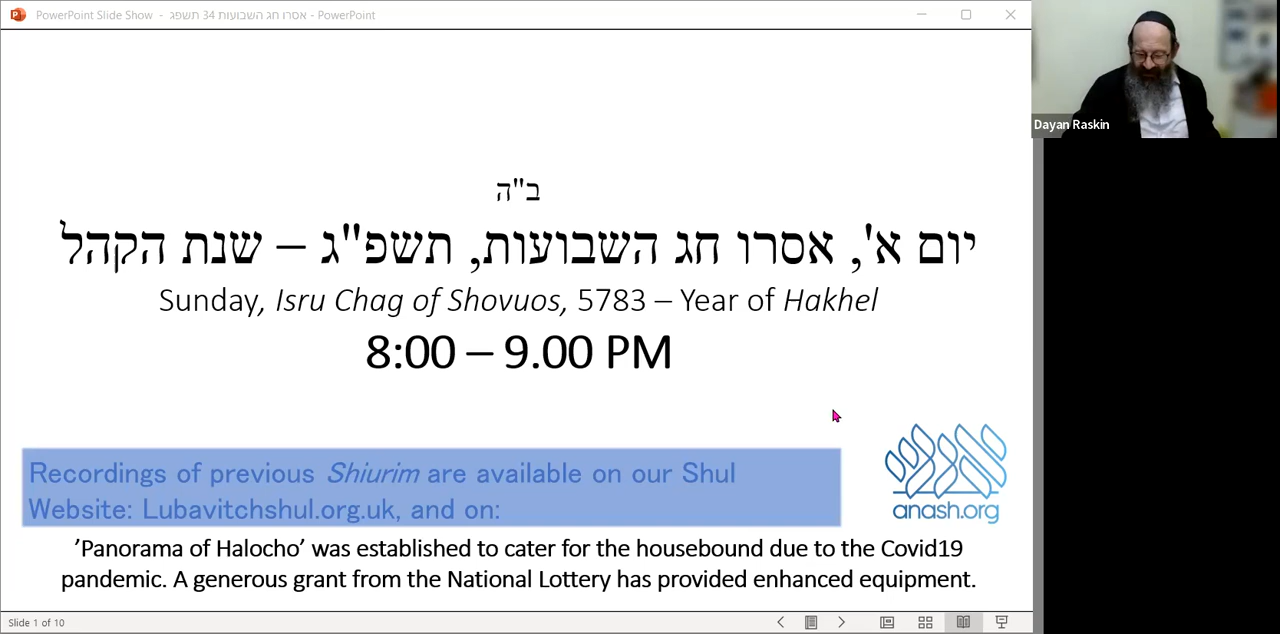 PowerPoint Slide Show - אסרו חג השבועות 34 תשפג - PowerPoint
Dayan Raskin
ב"ה
יום א', אסרו חג השבועות, תשפ"ג – שנת הקהל
Sunday, Isru Chag of Shovuos, 5783 – Year of Hakhel
8:00 – 9.00 PM
Recordings of previous Shiurim are available on our Shul
Website: Lubavitchshul.org.uk, and on:
אנש
anash.org
’Panorama of Halocho’ was established to cater for the housebound due to the Covid19
pandemic. A generous grant from the National Lottery has provided enhanced equipment.
Slide 1 of 10